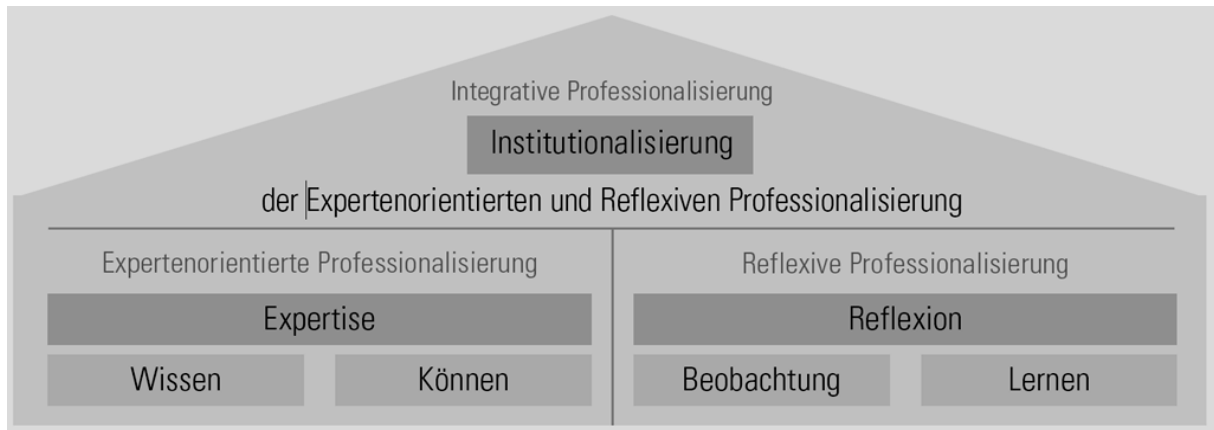 Integrative Professionalisierung
Institutionalisierung
der Expertenorientierten und Reflexiven Professionalisierung
Expertenorientierte Professionalisierung
Expertise
Wissen Können
Reflexive Professionalisierung
Reflexion
Beobachtung Lernen